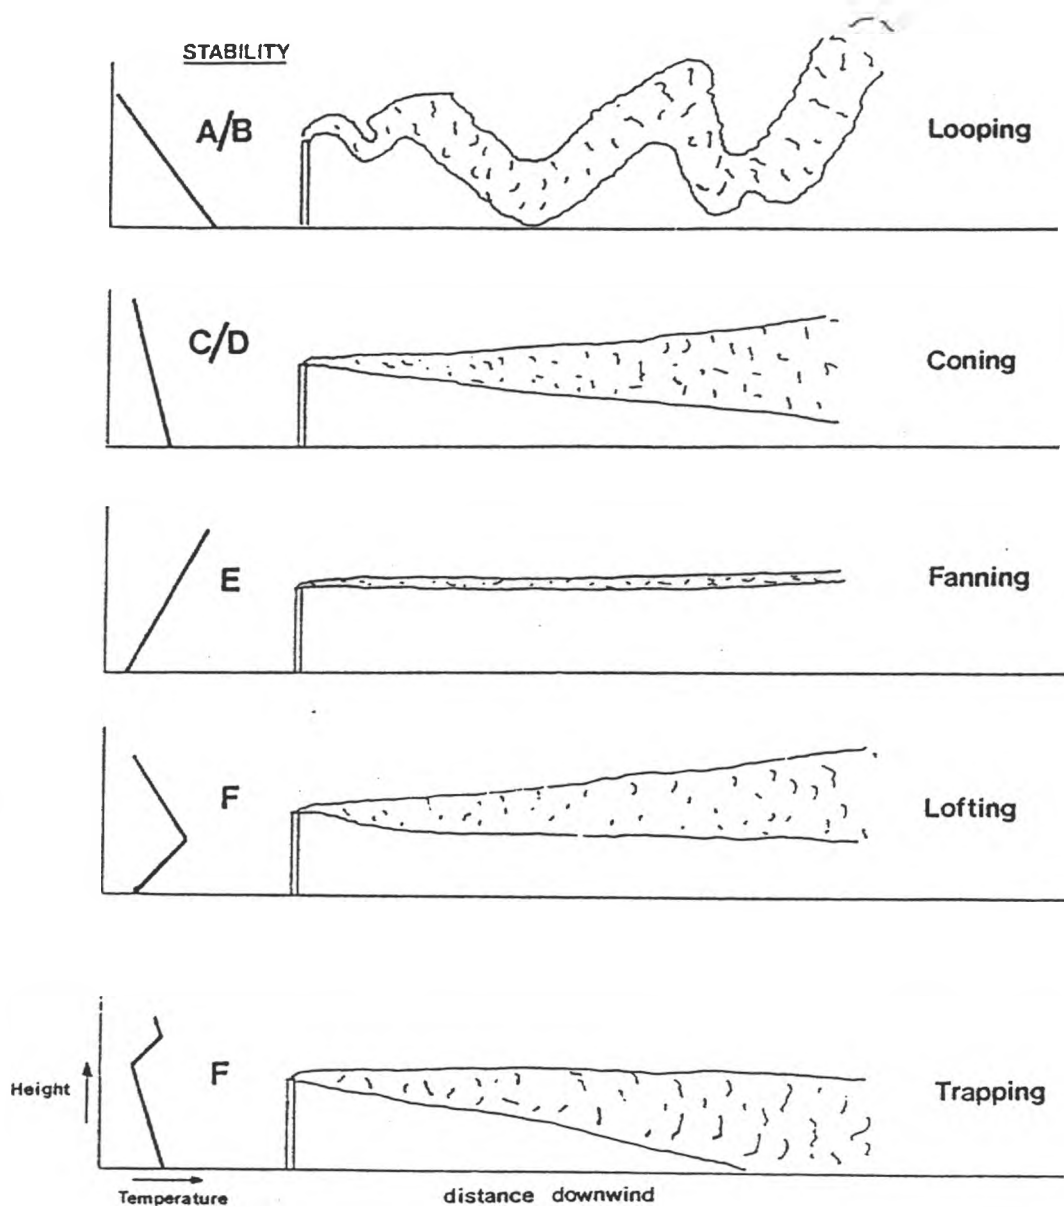 STABILITY
A/B
Looping
C/D
Coning
E
Fanning
F
Lofting
F
Height
Trapping
Temperature
distance downwind